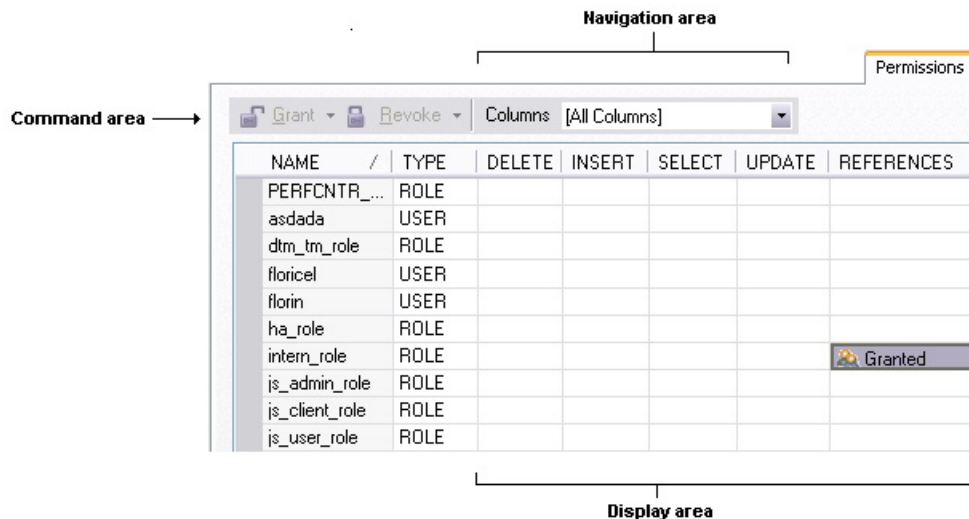 Navigation area
Permissions
Command area
Grant Revoke Columns [All Columns]
NAME / TYPE DELETE INSERT SELECT UPDATE REFERENCES
PERFCNTR_... ROLE
asdada USER
dtm_tm_role ROLE
floricel USER
florin USER
ha_role ROLE
intern_role ROLE Granted
js_admin_role ROLE
js_client_role ROLE
js_user_role ROLE
Display area